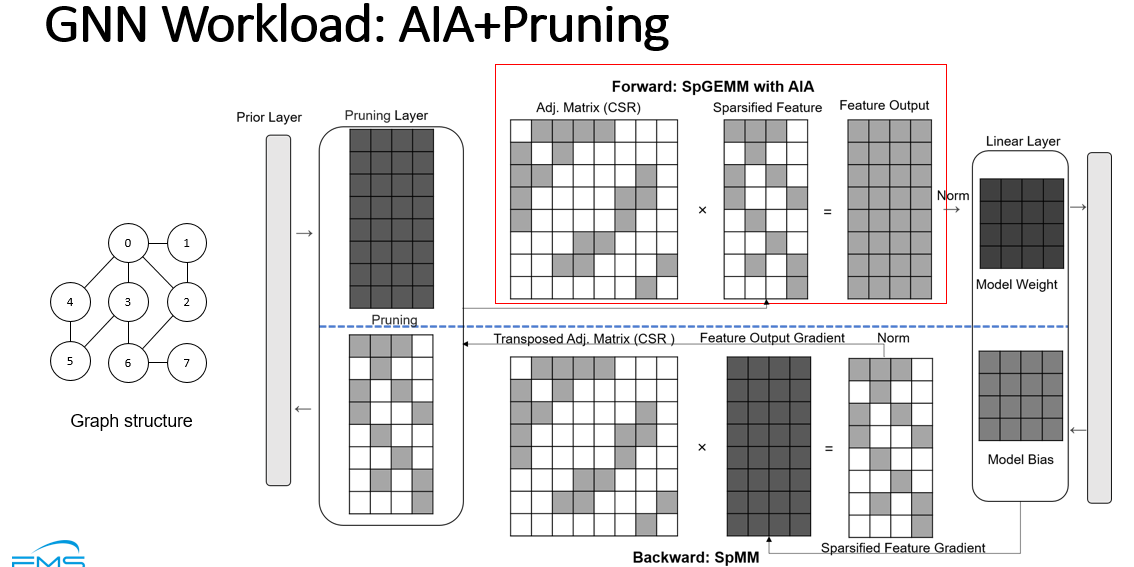 GNN Workload: AIA+Pruning
Prior Layer
Pruning Layer
Forward: SpGEMM with AIA
Adj. Matrix (CSR)
Sparsified Feature
Feature Output
×
=
Norm
Linear Layer
Model Weight
0
1
4
3
2
5
6
7
Graph structure
Pruning
Transposed Adj. Matrix (CSR )
Feature Output Gradient
Norm
×
=
Model Bias
Sparsified Feature Gradient
Backward: SpMM
FMS